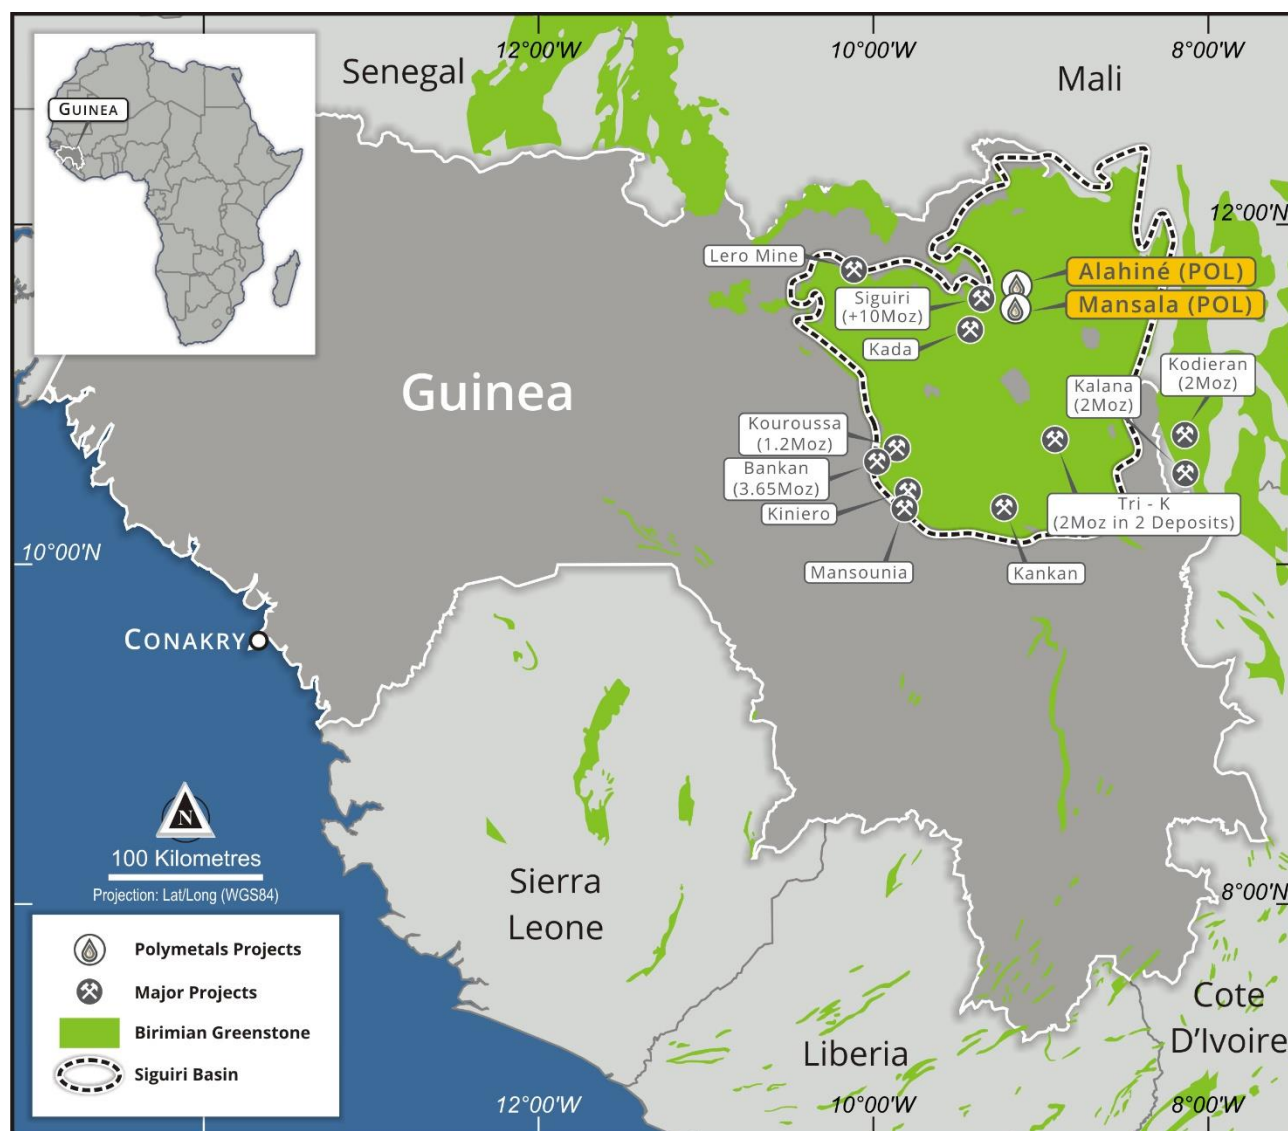 12°00'W
10°00'W
8°00'W
Senegal
Mali
GUINEA
12°00'N
Lero Mine
Alahiné (POL)
Siguiri
(+10Moz)
Mansala (POL)
Kada
Kodieran
(2Moz)
Guinea
Kalana
(2Moz)
Kouroussa
(1.2Moz)
Bankan
(3.65Moz)
Kiniero
Tri - K
(2Moz in 2 Deposits)
10°00'N
Mansounia
Kankan
CONAKRY
N
100 Kilometres
Projection: Lat/Long (WGS84)
Sierra
Leone
8°00'N
Polymetals Projects
Major Projects
Birimian Greenstone
Siguiri Basin
Cote
D'Ivoire
Liberia
12°00'W
10°00'W
8°00'W